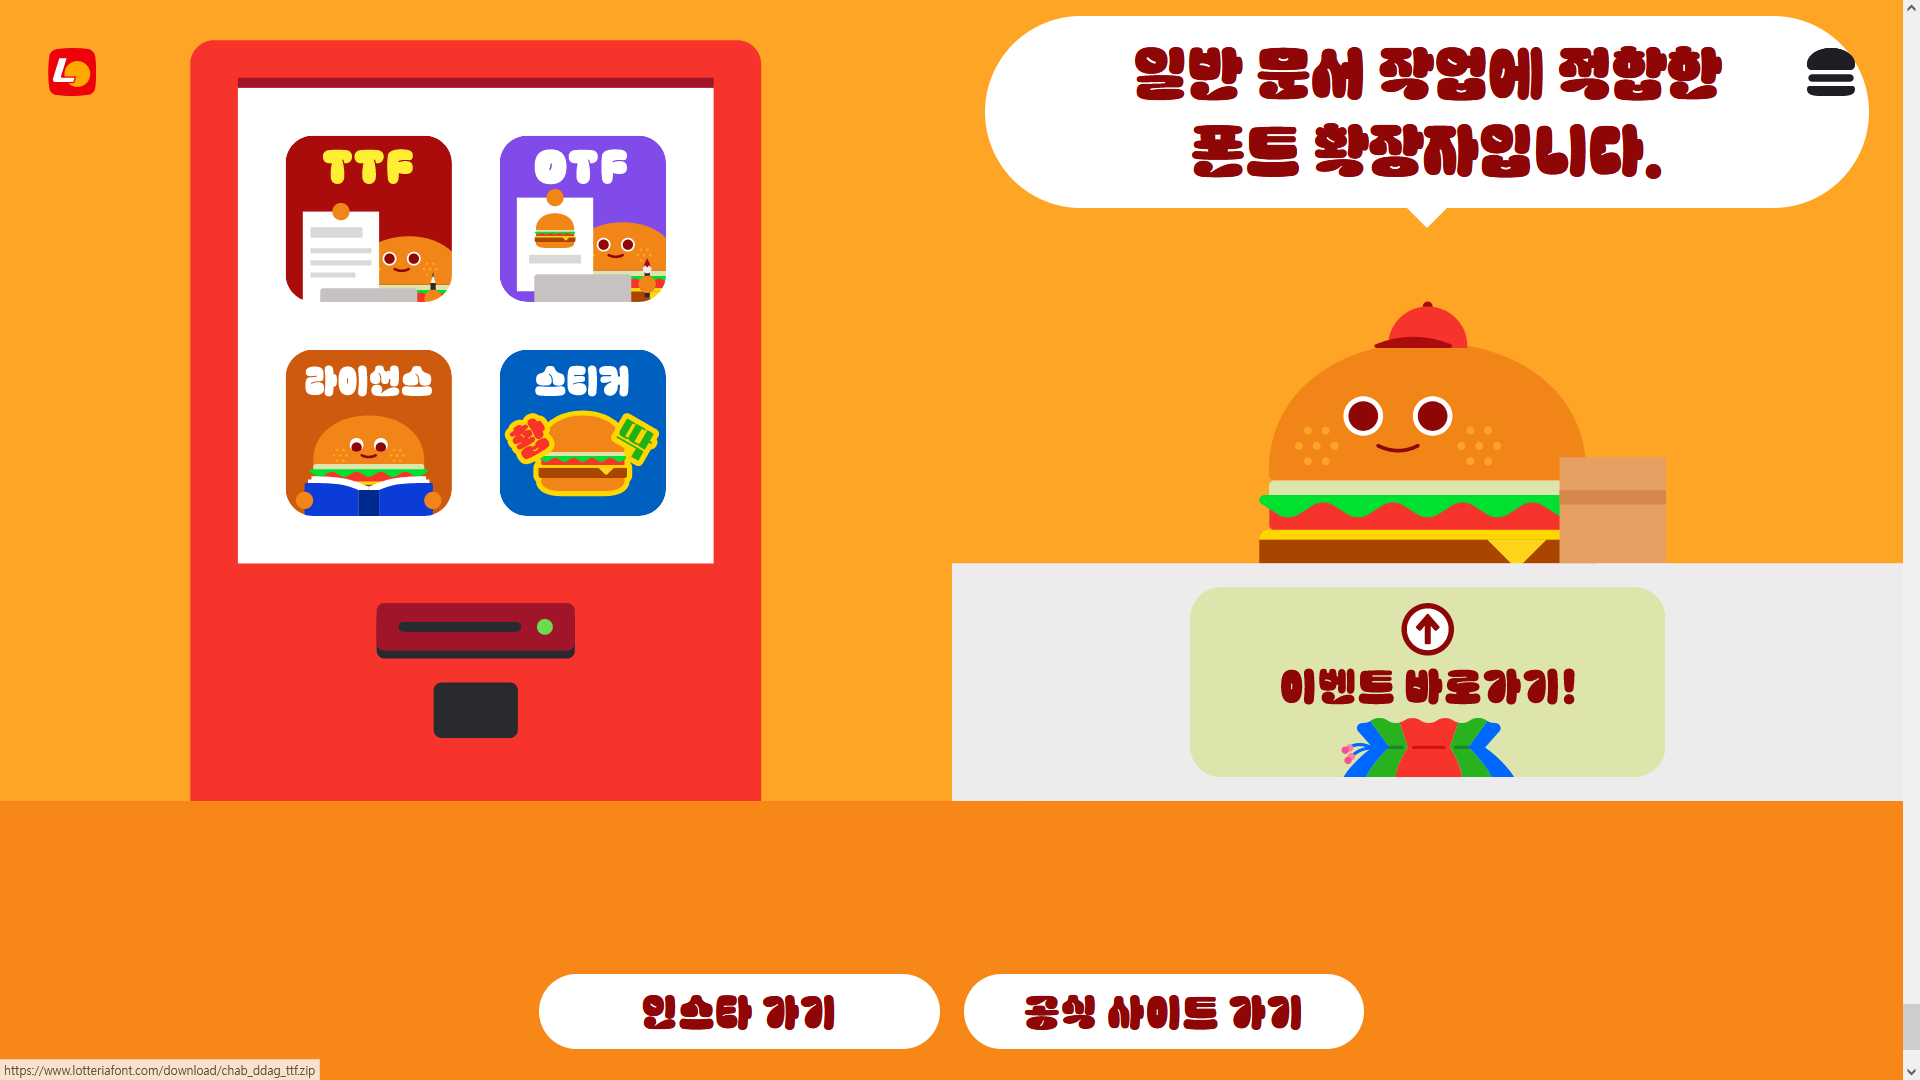 일반 문서 작업에 적합한
폰트 확장자입니다.
TTF
OTF
라이선스
스티커
이벤트 바로가기!
인스타 가기
공식 사이트 가기
https://www.lotteriafont.com/download/chab_ddag_ttf.zip